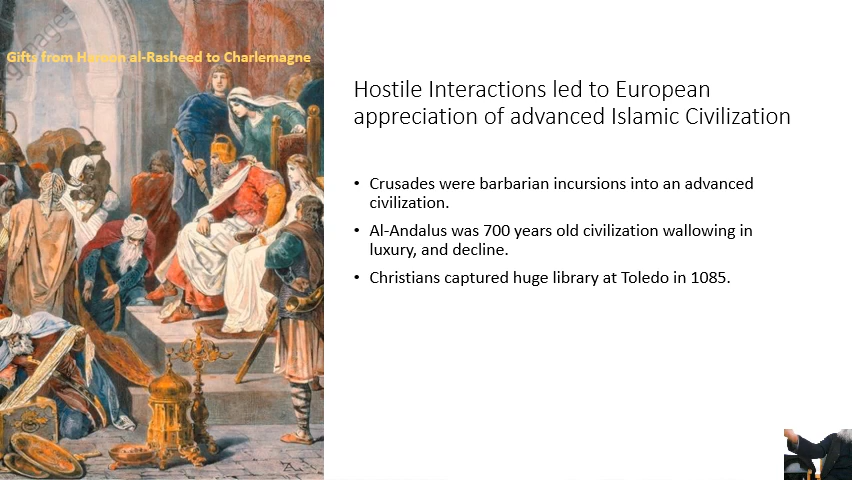 Gifts from Haroon al-Rasheed to Charlemagne
Hostile Interactions led to European
appreciation of advanced Islamic Civilization
• Crusades were barbarian incursions into an advanced
civilization.
• Al-Andalus was 700 years old civilization wallowing in
luxury, and decline.
• Christians captured huge library at Toledo in 1085.